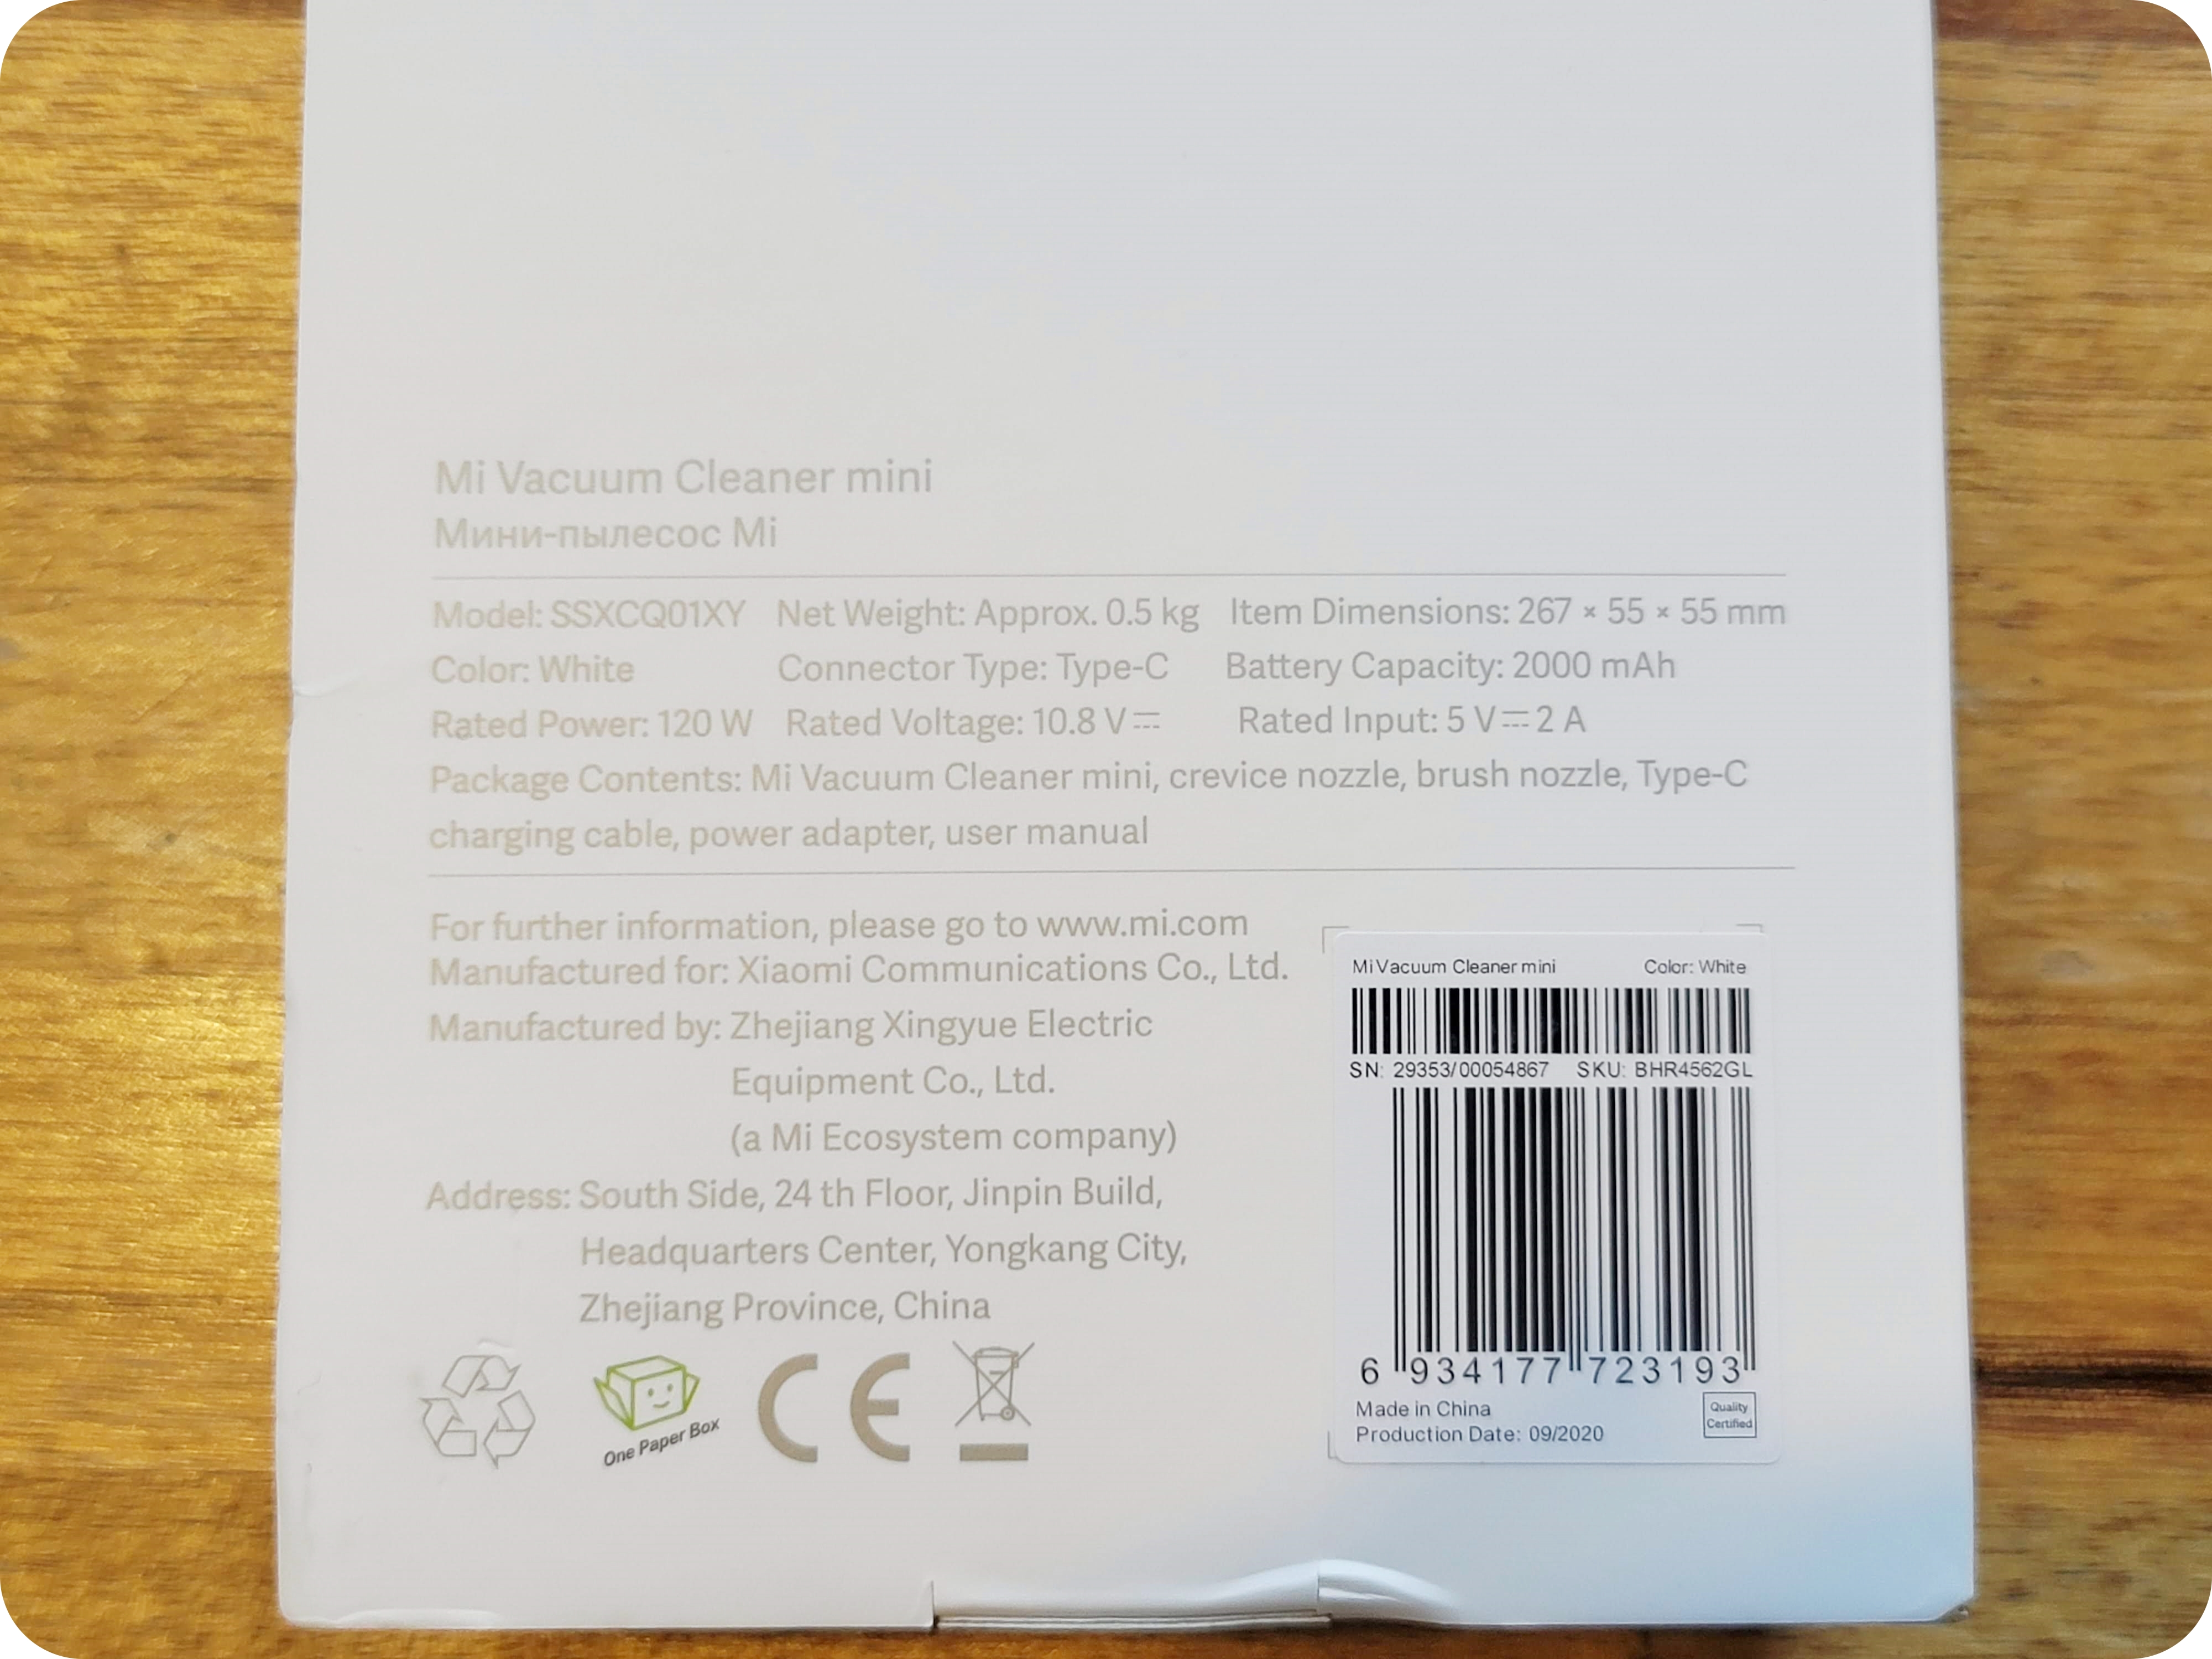 Mi Vacuum Cleaner mini
Мини-пылесос Mi
Model: SSXCQ01XY Net Weight: Approx. 0.5 kg Item Dimensions: 267 × 55 × 55 mm
Color: White Connector Type: Type-C Battery Capacity: 2000 mAh
Rated Power: 120 W Rated Voltage: 10.8 V⎓ Rated Input: 5 V⎓2 A
Package Contents: Mi Vacuum Cleaner mini, crevice nozzle, brush nozzle, Type-C
charging cable, power adapter, user manual
For further information, please go to www.mi.com
Manufactured for: Xiaomi Communications Co., Ltd.
Manufactured by: Zhejiang Xingyue Electric
Equipment Co., Ltd.
(a Mi Ecosystem company)
Address: South Side, 24 th Floor, Jinpin Build,
Headquarters Center, Yongkang City,
Zhejiang Province, China
One Paper Box
CE
Mi Vacuum Cleaner mini Color: White
SN: 29353/00054867 SKU: BHR4562GL
6 934177 723193
Made in China
Production Date: 09/2020
Quality
Certified